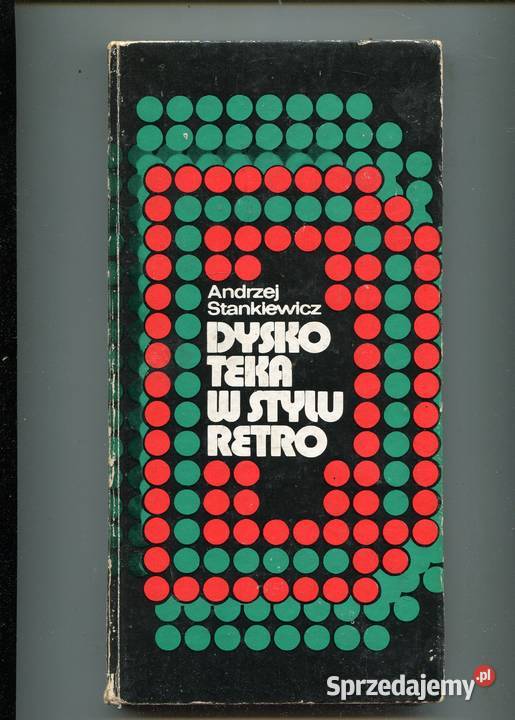 Andrzej
Stankiewicz
DYSKO
TEKA
W STYLU
RETRO
Sprzedajemy.pl